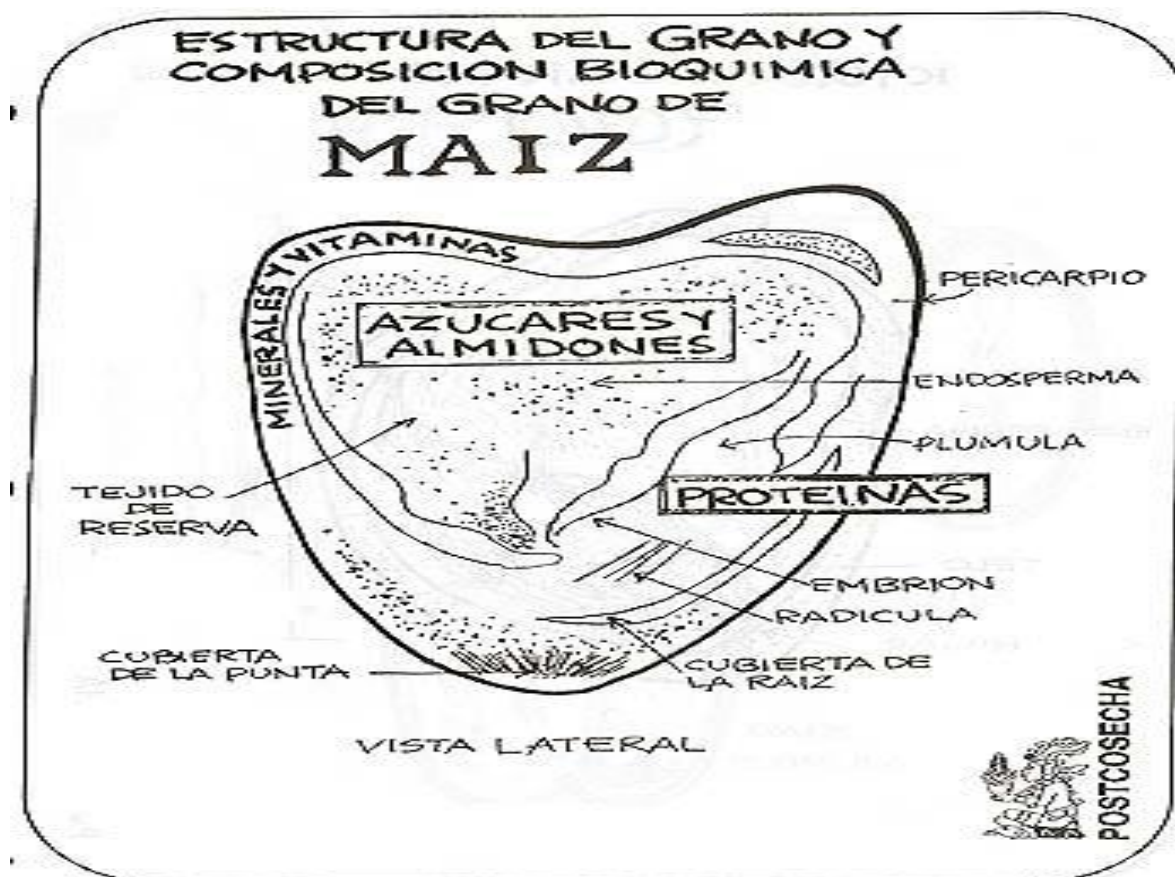 ESTRUCTURA DEL GRANO Y
COMPOSICION BIOQUIMICA
DEL GRANO DE
MAIZ
MINERALES Y VITAMINAS
AZUCARES Y
ALMIDONES
PERICARPIO
ENDOSPERMA
PLUMULA
PROTEINAS
TEJIDO
DE
RESERVA
EMBRION
RADICULA
CUBIERTA
DE LA PUNTA
CUBIERTA DE
LA RAIZ
VISTA LATERAL
POSTCOSECHA